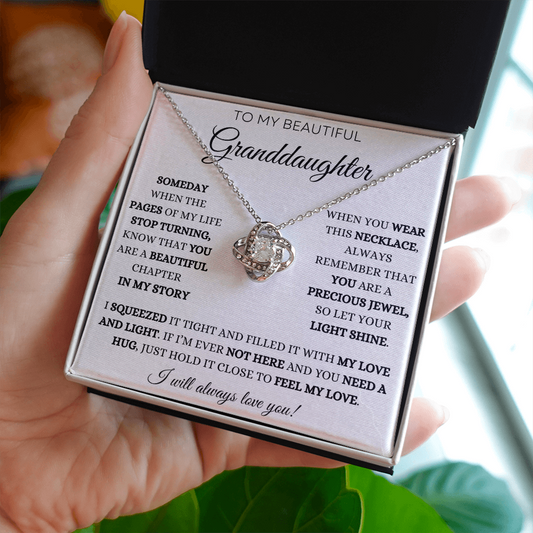 TO MY BEAUTIFUL
Granddaughter
SOMEDAY
WHEN THE
PAGES OF MY LIFE
STOP TURNING,
KNOW THAT YOU
ARE A BEAUTIFUL
CHAPTER
IN MY STORY
WHEN YOU WEAR
THIS NECKLACE,
ALWAYS
REMEMBER THAT
YOU ARE A
PRECIOUS JEWEL,
SO LET YOUR
LIGHT SHINE.
I SQUEEZED IT TIGHT AND FILLED IT WITH MY LOVE
AND LIGHT. IF I'M EVER NOT HERE AND YOU NEED A
HUG, JUST HOLD IT CLOSE TO FEEL MY LOVE.
I will always love you!